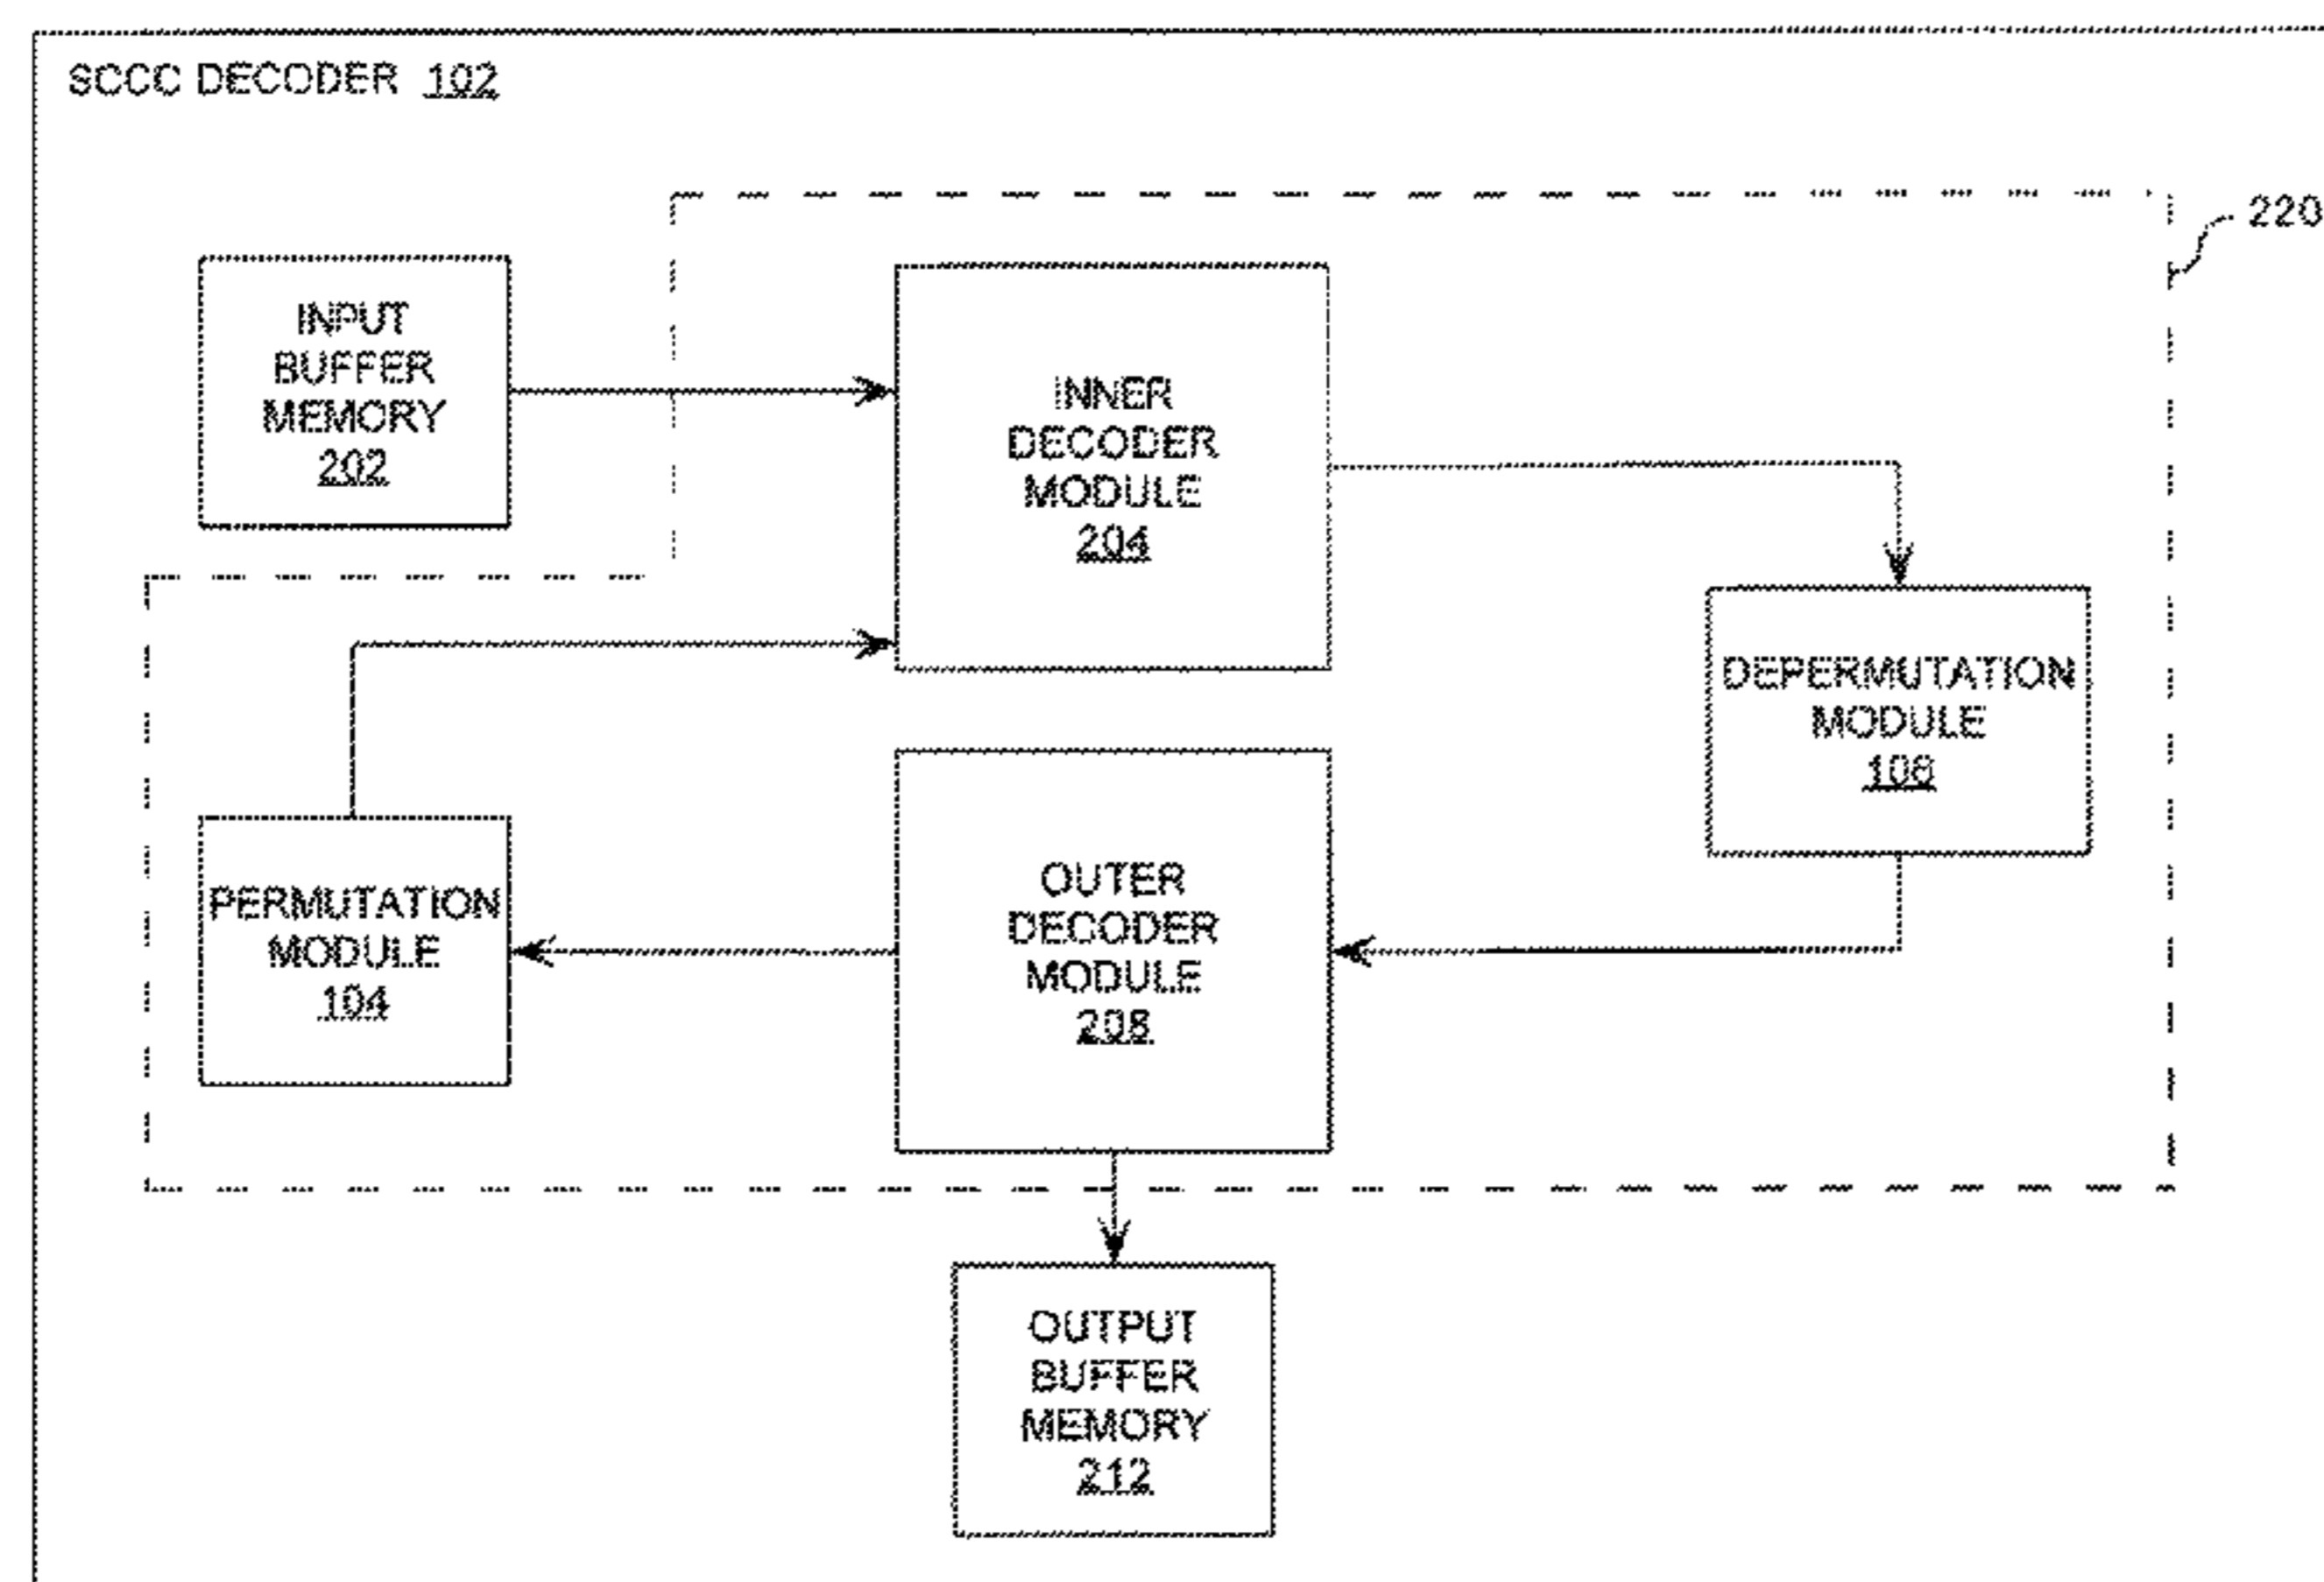 SCCC DECODER 102
220
INPUT
BUFFER
MEMORY
202
INNER
DECODER
MODULE
204
DEPERMUTATION
MODULE
106
PERMUTATION
MODULE
104
OUTER
DECODER
MODULE
208
OUTPUT
BUFFER
MEMORY
212